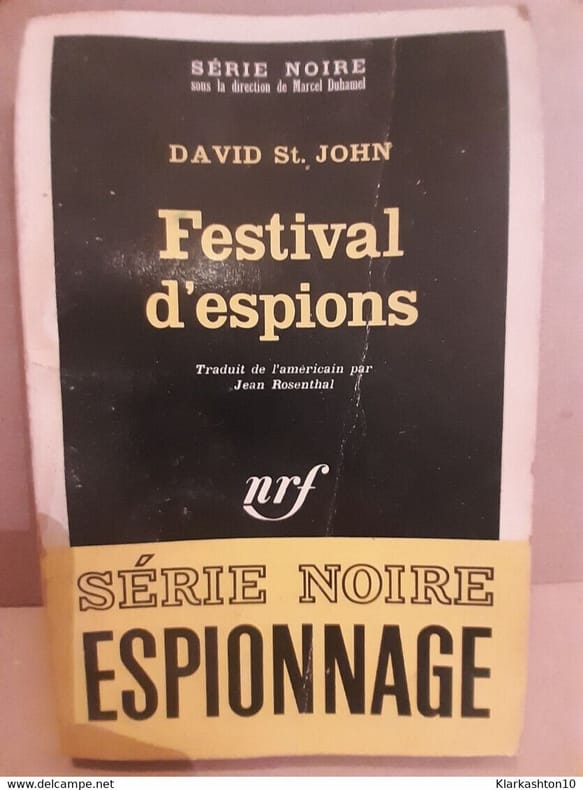 SÉRIE NOIRE
sous la direction de Marcel Duhamel
DAVID St. JOHN
Festival
d'espions
Traduit de l'américain par
Jean Rosenthal
nrf
SÉRIE NOIRE
ESPIONNAGE
https://www.delcampe.net
Klarkashton10